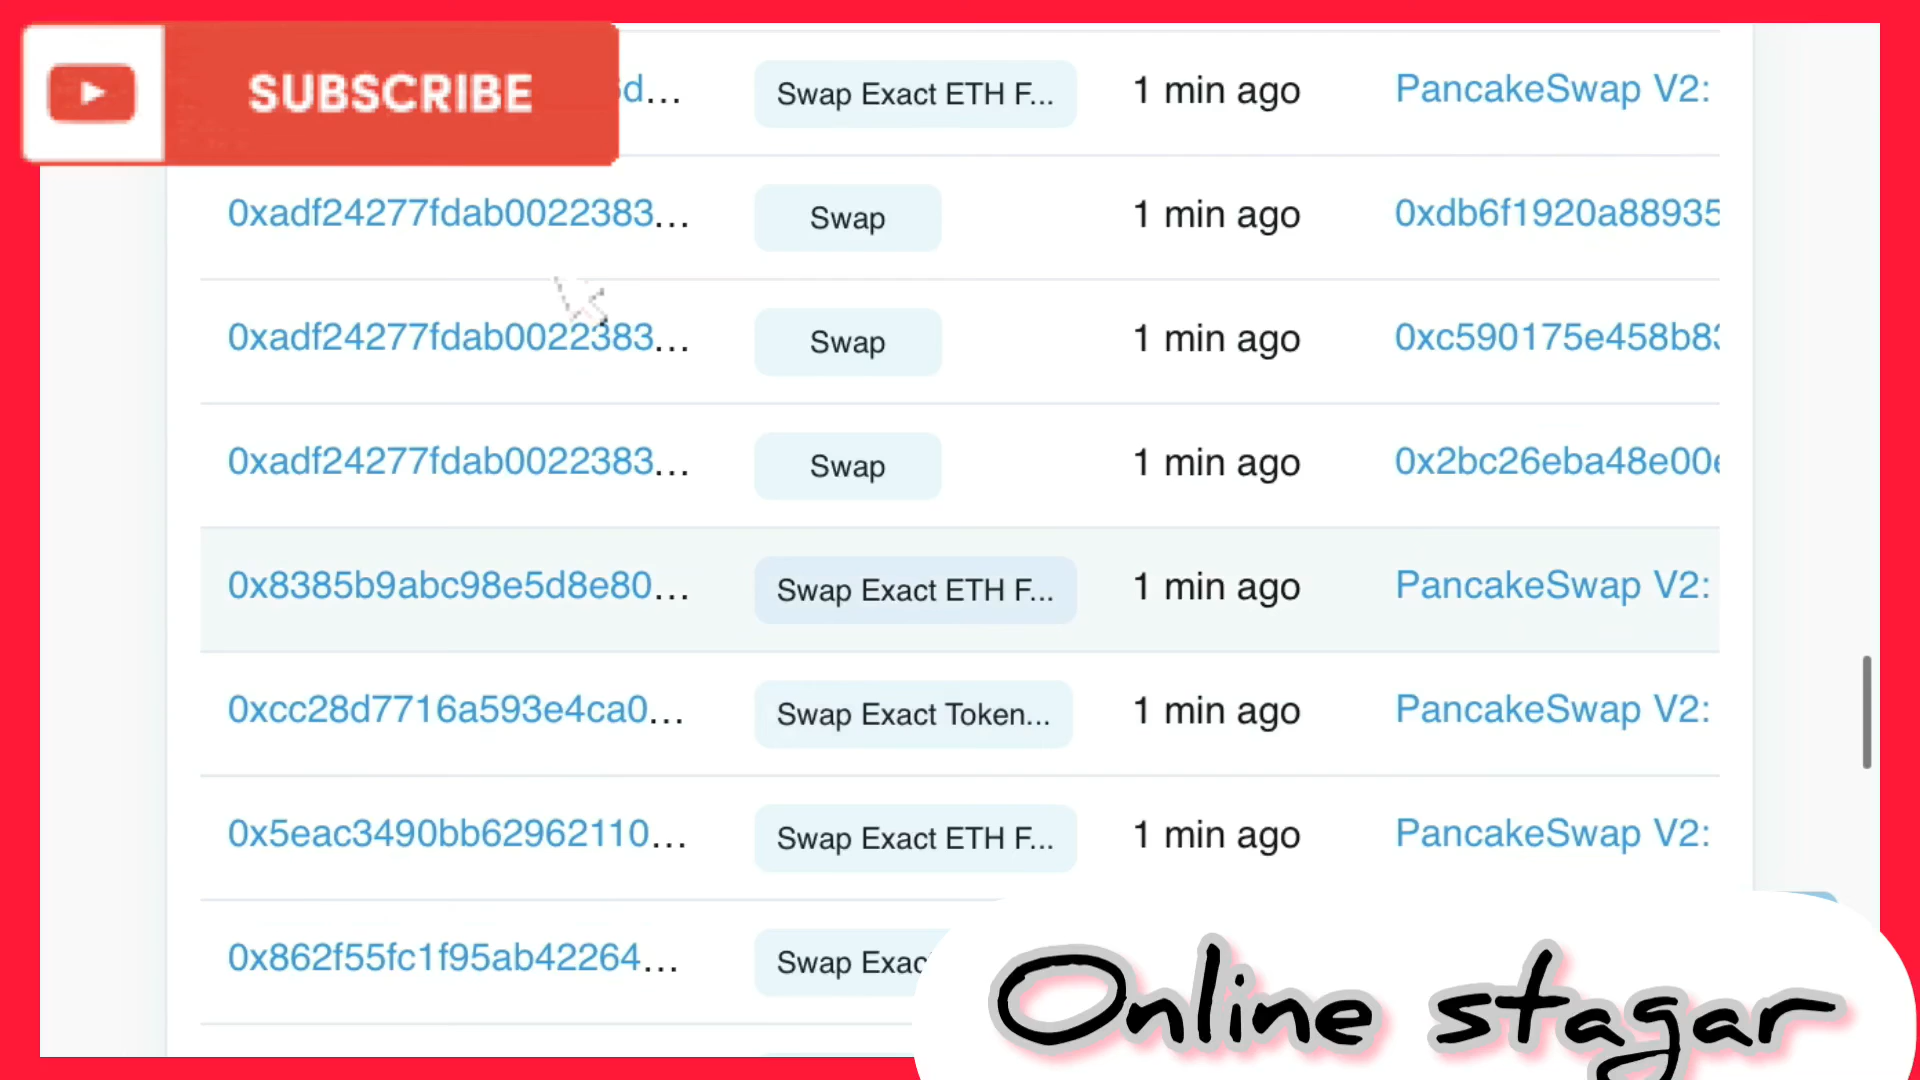 SUBSCRIBE d... Swap Exact ETH F... 1 min ago PancakeSwap V2:
0xadf24277fdab0022383... Swap 1 min ago 0xdb6f1920a88935
0xadf24277fdab0022383... Swap 1 min ago 0xc590175e458b83
0xadf24277fdab0022383... Swap 1 min ago 0x2bc26eba48e00e
0x8385b9abc98e5d8e80... Swap Exact ETH F... 1 min ago PancakeSwap V2:
0xcc28d7716a593e4ca0... Swap Exact Token... 1 min ago PancakeSwap V2:
0x5eac3490bb62962110... Swap Exact ETH F... 1 min ago PancakeSwap V2:
0x862f55fc1f95ab42264... Swap Exac
Online stagar